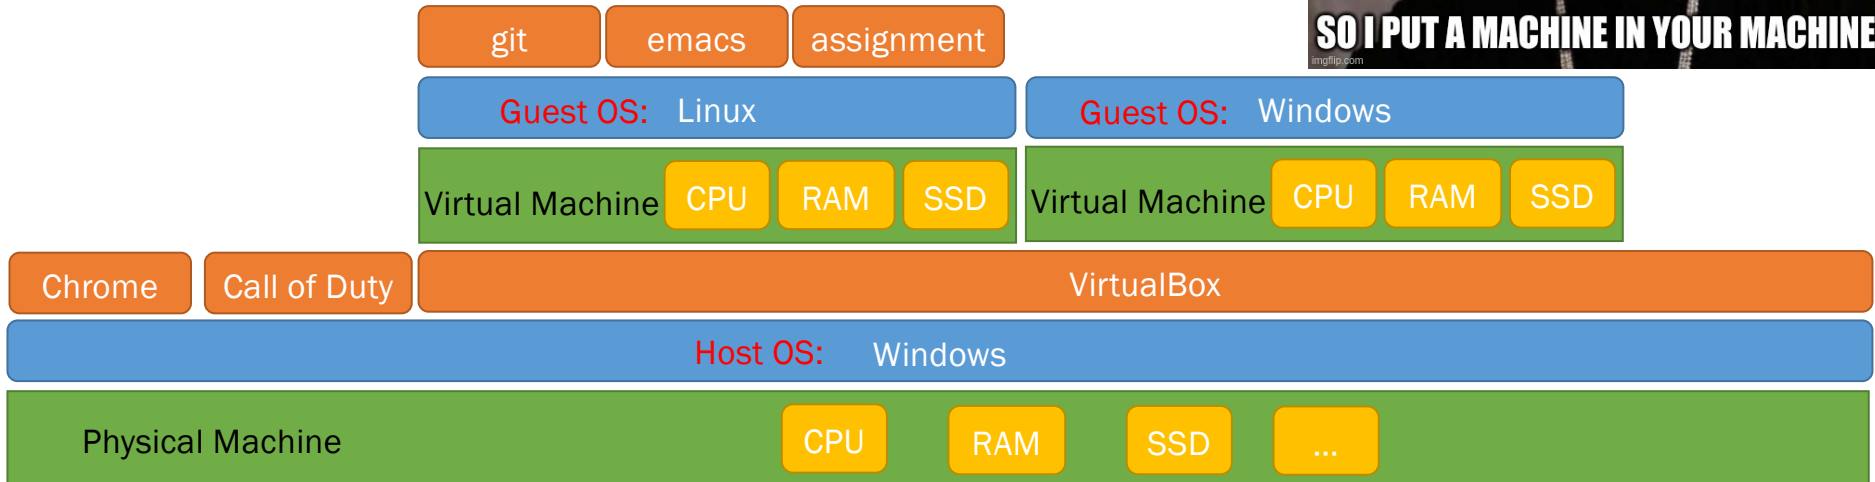 SO I PUT A MACHINE IN YOUR MACHINE
imgflip.com
git
emacs
assignment
Guest OS: Linux
Guest OS: Windows
Virtual Machine
CPU
RAM
SSD
Virtual Machine
CPU
RAM
SSD
Chrome
Call of Duty
VirtualBox
Host OS: Windows
Physical Machine
CPU
RAM
SSD
...